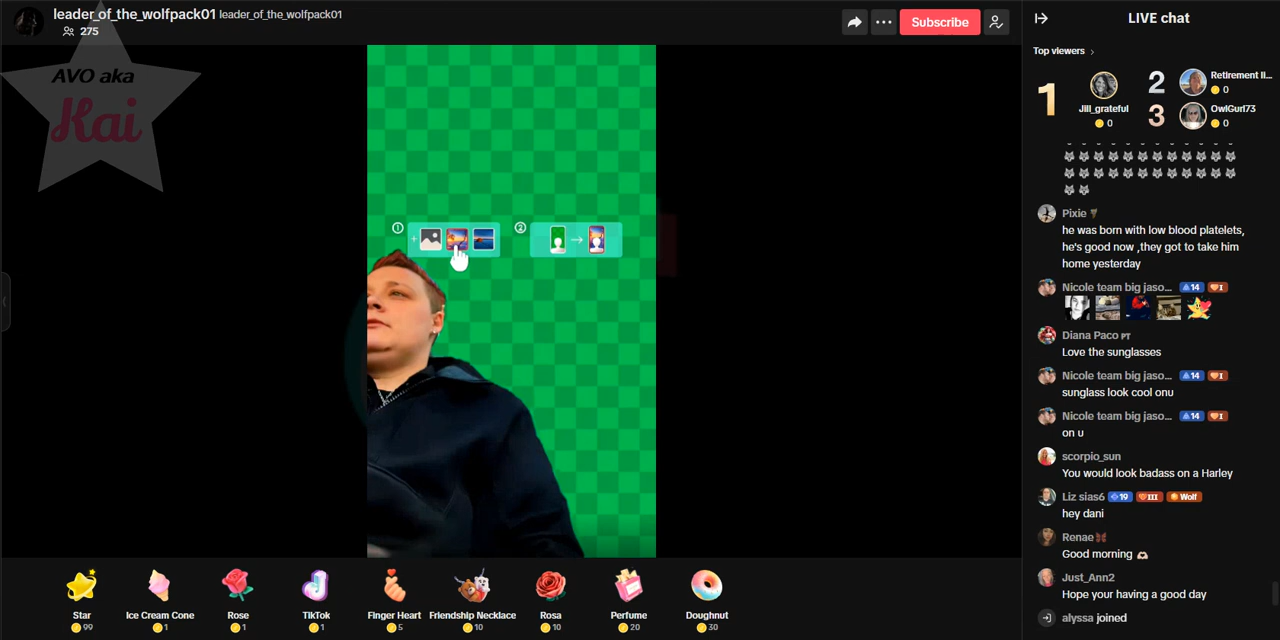 leader_of_the_wolfpack01 leader_of_the_wolfpack01
275
Subscribe
AVO aka
Kai
1
2
LIVE chat
Top viewers
1
Jill_grateful
0
2
Retirement li...
0
3
OwlGurl73
0
Pixie
he was born with low blood platelets,
he's good now ,they got to take him
home yesterday
Nicole team big jaso... 14 I
Diana Paco PT
Love the sunglasses
Nicole team big jaso... 14 I
sunglass look cool onu
Nicole team big jaso... 14 I
on u
scorpio_sun
You would look badass on a Harley
Liz sias6 19 III Wolf
hey dani
Renae
Good morning
Just_Ann2
Hope your having a good day
alyssa joined
Star
99
Ice Cream Cone
1
Rose
1
TikTok
1
Finger Heart
5
Friendship Necklace
10
Rosa
10
Perfume
20
Doughnut
30